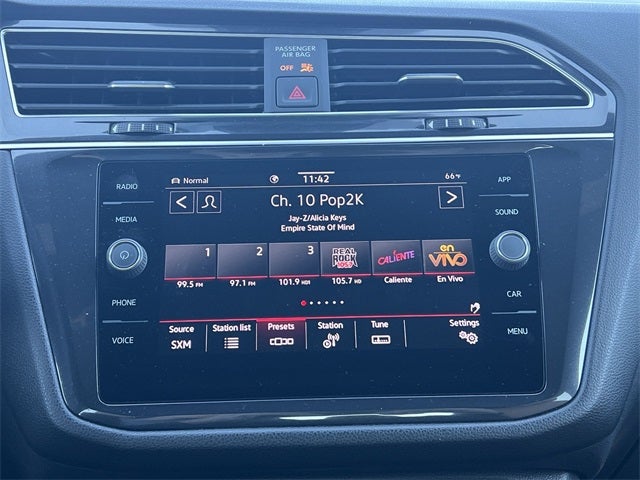 PASSENGER
AIR BAG
OFF
RADIO
MEDIA
PHONE
VOICE
Normal
11:42
66°F
Ch. 10 Pop2K
Jay-Z/Alicia Keys
Empire State Of Mind
1
2
3
REAL
ROCK
105.7
CALIENTE
en
VIVO
99.5 FM
97.1 FM
101.9 HD1
105.7 HD
Caliente
En Vivo
Source
SXM
Station list
Presets
Station
Tune
Settings
APP
SOUND
CAR
MENU